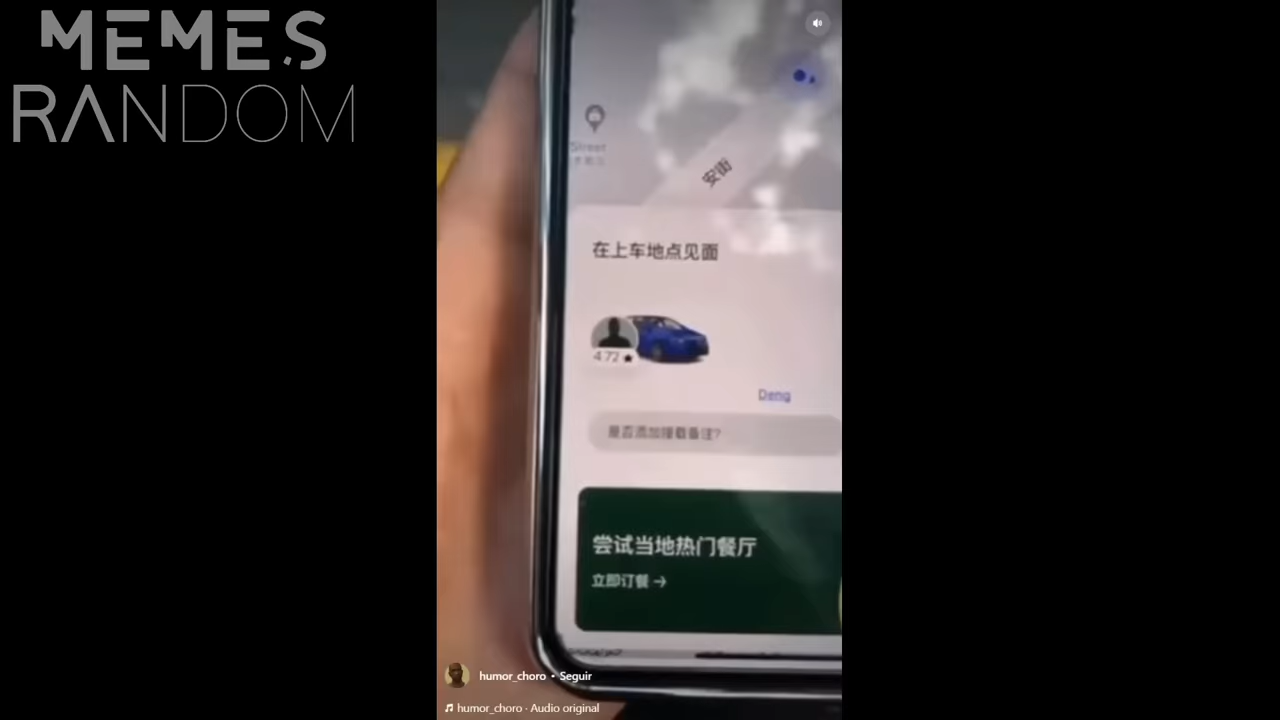 MEMES
RANDOM
Street
安街
在上车地点见面
4.72 ★
Deng
是否添加接载备注?
尝试当地热门餐厅
立即订餐 →
humor_choro • Seguir
humor_choro · Audio original